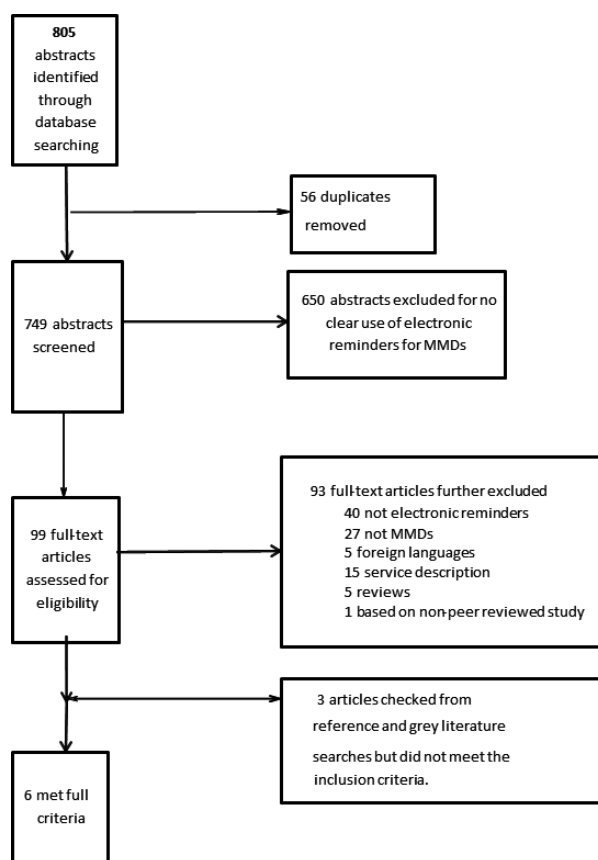 805
abstracts
identified
through
database
searching
56 duplicates
removed
749 abstracts
screened
650 abstracts excluded for no
clear use of electronic
reminders for MMDs
99 full-text
articles
assessed for
eligibility
93 full-text articles further excluded
40 not electronic reminders
27 not MMDs
5 foreign languages
15 service description
5 reviews
1 based on non-peer reviewed study
3 articles checked from
reference and grey literature
searches but did not meet the
inclusion criteria.
6 met full
criteria